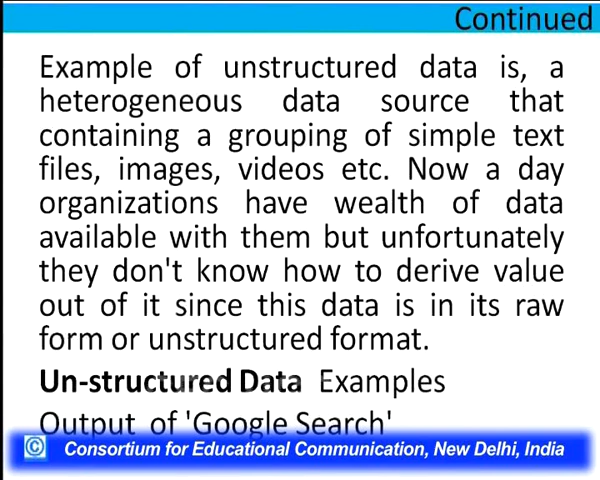 Continued
Example of unstructured data is, a
heterogeneous data source that
containing a grouping of simple text
files, images, videos etc. Now a day
organizations have wealth of data
available with them but unfortunately
they don't know how to derive value
out of it since this data is in its raw
form or unstructured format.
Un-structured Data Examples
Output of 'Google Search'
© Consortium for Educational Communication, New Delhi, India